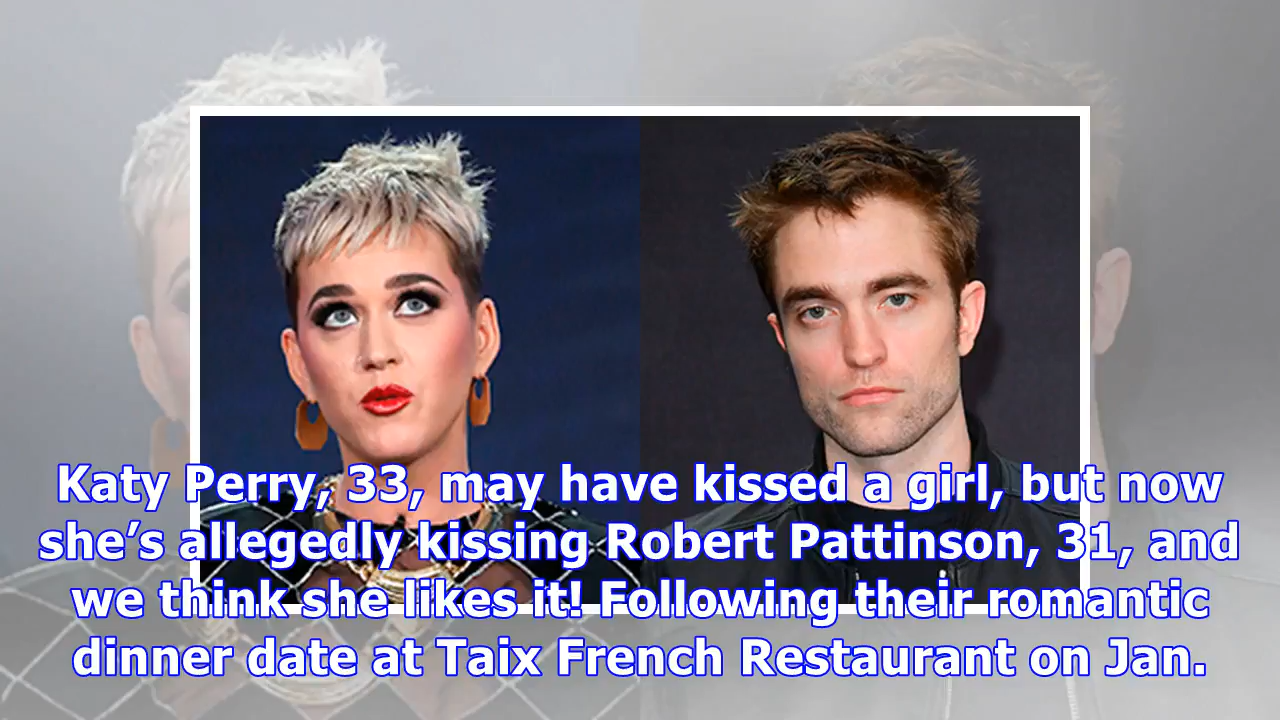 Katy Perry, 33, may have kissed a girl, but now
she’s allegedly kissing Robert Pattinson, 31, and
we think she likes it! Following their romantic
dinner date at Taix French Restaurant on Jan.